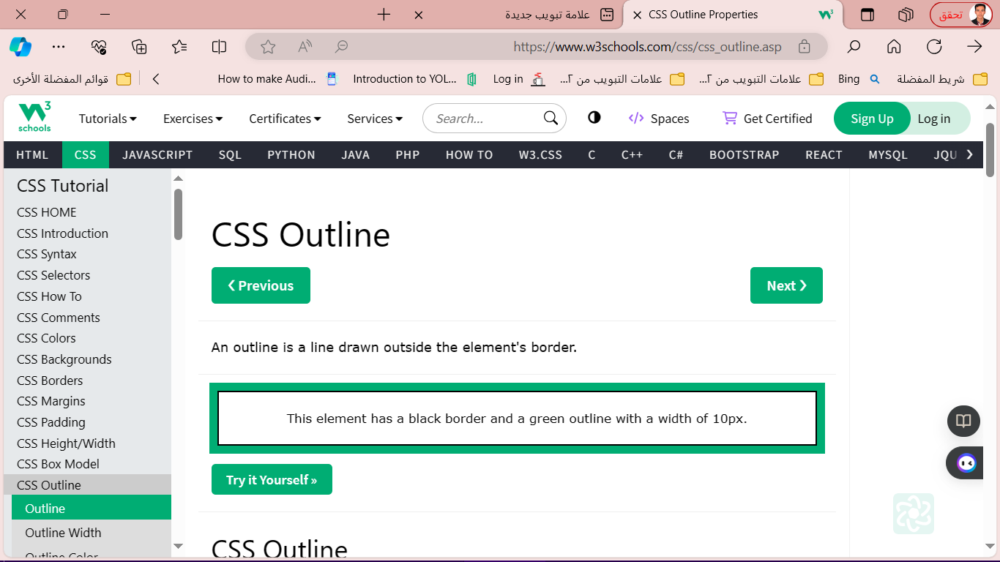 علامة تبويب جديدة
CSS Outline Properties
تحقق
https://www.w3schools.com/css/css_outline.asp
قوائم المفضلة الأخرى
How to make Audi...
Introduction to YOL...
Log in
علامات التبويب من ٢...
علامات التبويب من ٢...
Bing
شريط المفضلة
3
schools
Tutorials
Exercises
Certificates
Services
Search...
Spaces
Get Certified
Sign Up
Log in
HTML
CSS
JAVASCRIPT
SQL
PYTHON
JAVA
PHP
HOW TO
W3.CSS
C
C++
C#
BOOTSTRAP
REACT
MYSQL
JQU
CSS Tutorial
CSS HOME
CSS Introduction
CSS Syntax
CSS Selectors
CSS How To
CSS Comments
CSS Colors
CSS Backgrounds
CSS Borders
CSS Margins
CSS Padding
CSS Height/Width
CSS Box Model
CSS Outline
Outline
Outline Width
Outline Color
CSS Outline
❮ Previous
Next ❯
An outline is a line drawn outside the element's border.
This element has a black border and a green outline with a width of 10px.
Try it Yourself »
CSS Outline